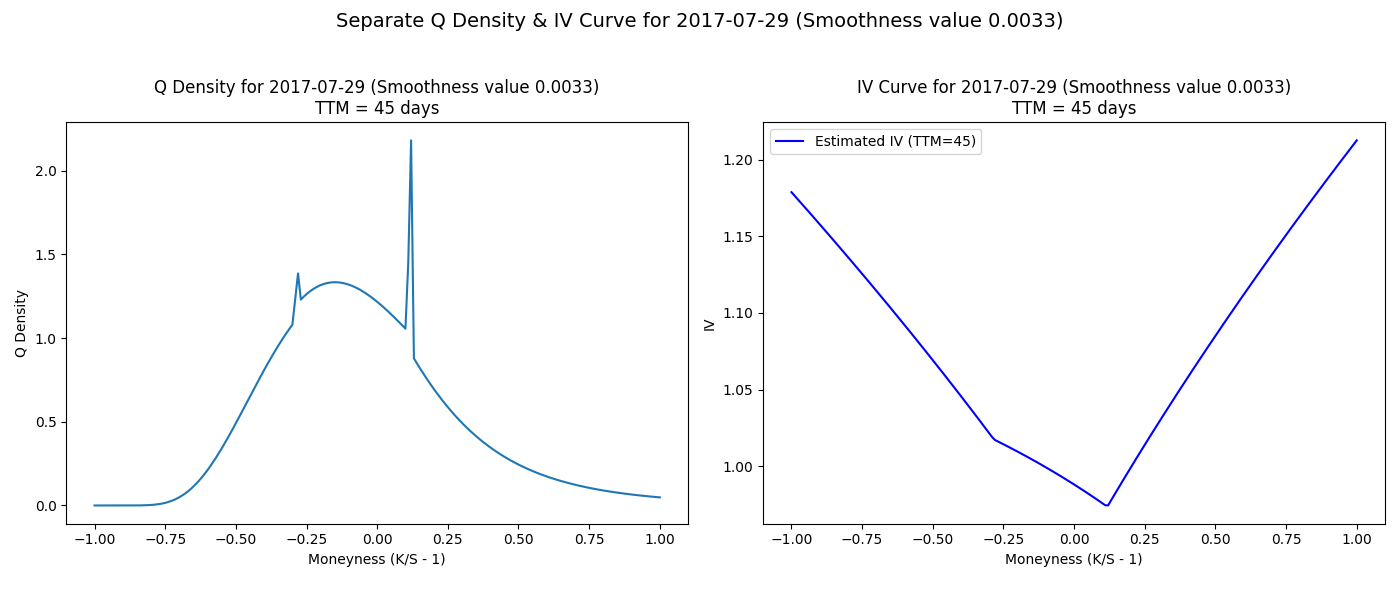 Separate Q Density & IV Curve for 2017-07-29 (Smoothness value 0.0033)
Q Density for 2017-07-29 (Smoothness value 0.0033)
TTM = 45 days
2.0
1.5
1.0
0.5
0.0
Q Density
−1.00 −0.75 −0.50 −0.25 0.00 0.25 0.50 0.75 1.00
Moneyness (K/S - 1)
IV Curve for 2017-07-29 (Smoothness value 0.0033)
TTM = 45 days
Estimated IV (TTM=45)
1.20
1.15
1.10
1.05
1.00
IV
−1.00 −0.75 −0.50 −0.25 0.00 0.25 0.50 0.75 1.00
Moneyness (K/S - 1)